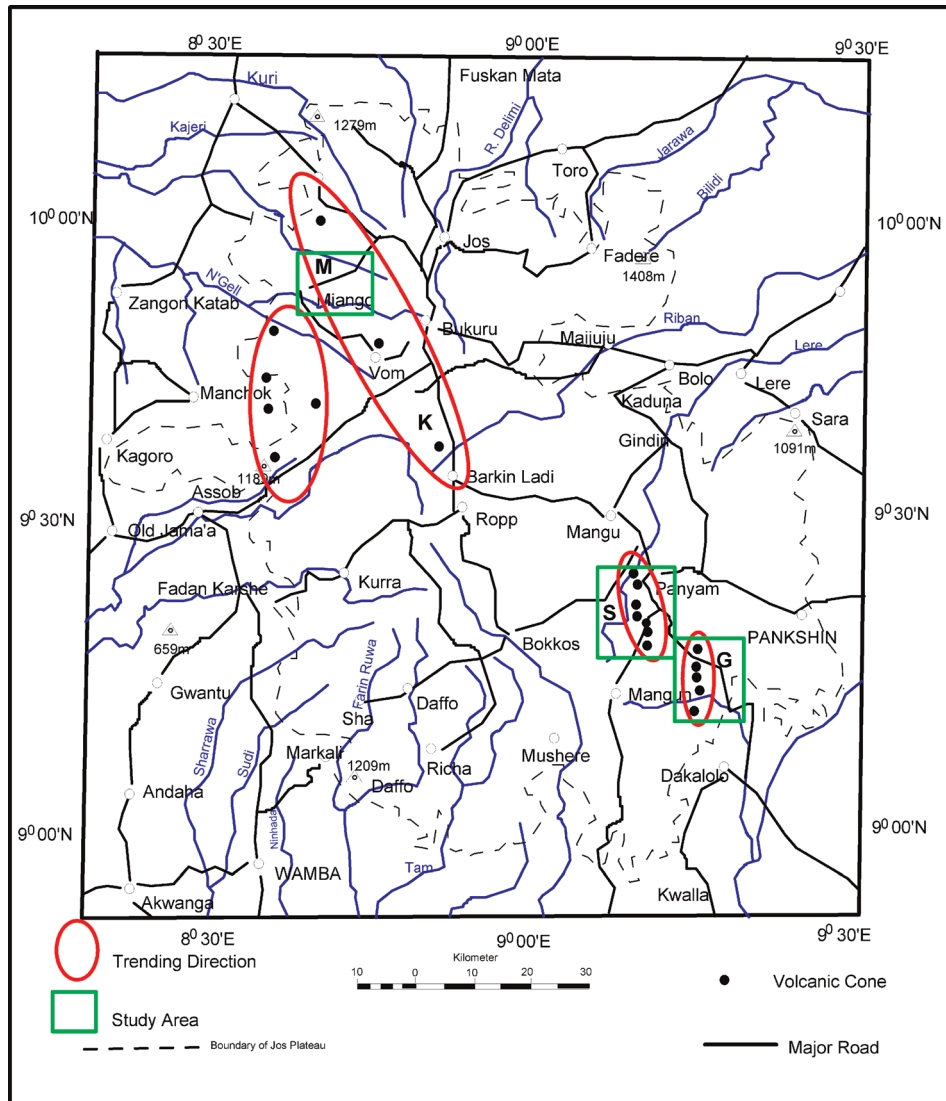 8⁰ 30'E
9⁰ 00'E
9⁰ 30'E
Kuri
Fuskan Mata
Kajeri
1279m
R. Delimi
Toro
Jarawa
Bilidi
10⁰ 00'N
10⁰ 00'N
Jos
Fadere
1408m
M
N'Gell
Zangon Katab
Miango
Riban
Bukuru
Maijuju
Lere
Vom
Bolo
Lere
Manchok
Kaduna
Sara
K
Gindiri
Kagoro
1091m
1182m
Barkin Ladi
Assob
9⁰ 30'N
Old Jama'a
Ropp
Mangu
9⁰ 30'N
Fadan Karshe
Kurra
Panyam
S
PANKSHIN
659m
Bokkos
G
Farin Ruwa
Gwantu
Daffo
Mangun
Sha
Sharrawa
Sudi
Markali
1209m
Richa
Mushere
Daffo
Dakalolo
Andaha
Ninhada
9⁰ 00'N
9⁰ 00'N
WAMBA
Tam
Akwanga
Kwalla
8⁰ 30'E
9⁰ 00'E
9⁰ 30'E
Trending Direction
Kilometer
10 0 10 20 30
Volcanic Cone
Study Area
Boundary of Jos Plateau
Major Road